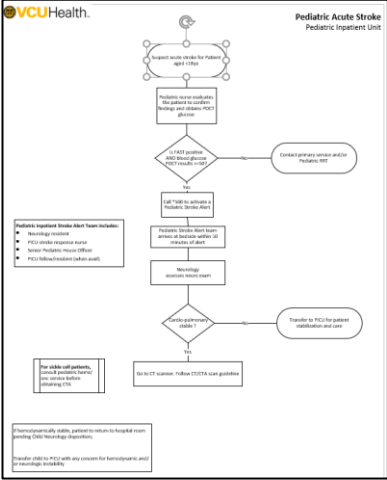 VCUHealth.
Pediatric Acute Stroke
Pediatric Inpatient Unit
Suspect acute stroke for Patient
aged <18yo
Pediatric nurse evaluates
the patient to confirm
findings and obtains POCT
glucose
Is FAST positive
AND Blood glucose
POCT results >=50?
No
Contact primary service and/or
Pediatric RRT
Yes
Call *500 to activate a
Pediatric Stroke Alert
Pediatric Stroke Alert team
arrives at bedside within 10
minutes of alert
Pediatric Inpatient Stroke Alert Team includes:
• Neurology resident
• PICU stroke response nurse
• Senior Pediatric House Officer
• PICU fellow/resident (when avail)
Neurology
assesses neuro exam
Cardio-pulmonary
stable ?
No
Transfer to PICU for patient
stabilization and care
Yes
For sickle cell patients,
consult pediatric heme/
onc service before
obtaining CTA
Go to CT scanner. Follow CT/CTA scan guideline
If hemodynamically stable, patient to return to hospital room
pending Child Neurology disposition;
Transfer child to PICU with any concern for hemodynamic and/
or neurologic instability